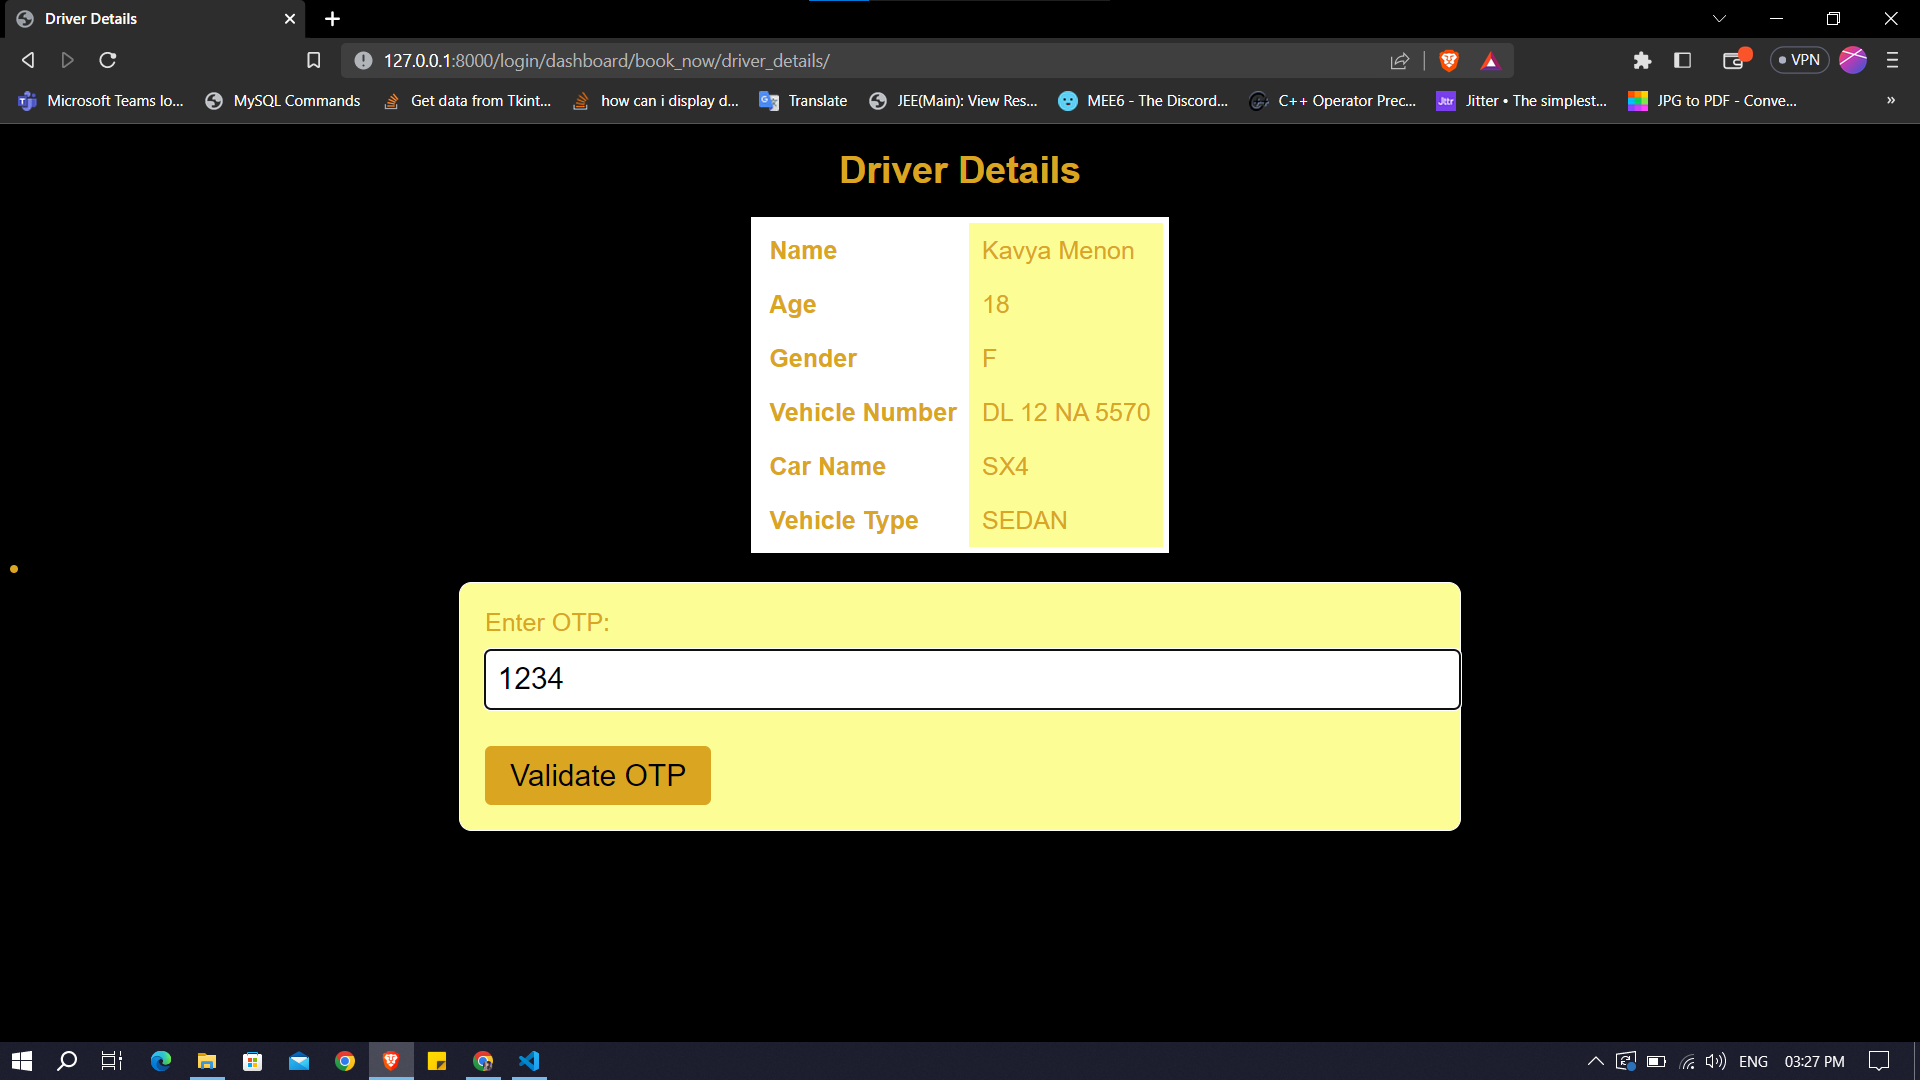 Driver Details
127.0.0.1:8000/login/dashboard/book_now/driver_details/
VPN
Microsoft Teams lo...
MySQL Commands
Get data from Tkint...
how can i display d...
Translate
JEE(Main): View Res...
MEE6 - The Discord...
C++ Operator Prec...
Jttr
Jitter • The simplest...
JPG to PDF - Conve...
»
Driver Details
Name Kavya Menon
Age 18
Gender F
Vehicle Number DL 12 NA 5570
Car Name SX4
Vehicle Type SEDAN
Enter OTP:
1234
Validate OTP
ENG 03:27 PM